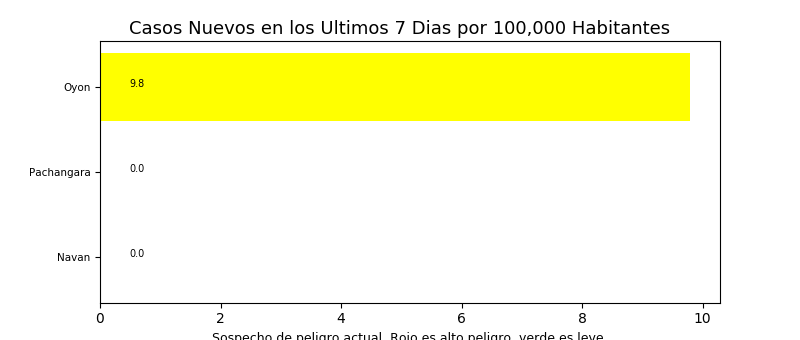 Casos Nuevos en los Ultimos 7 Dias por 100,000 Habitantes
Oyon
9.8
Pachangara
0.0
Navan
0.0
0 2 4 6 8 10
Sospecho de peligro actual. Rojo es alto peligro, verde es leve